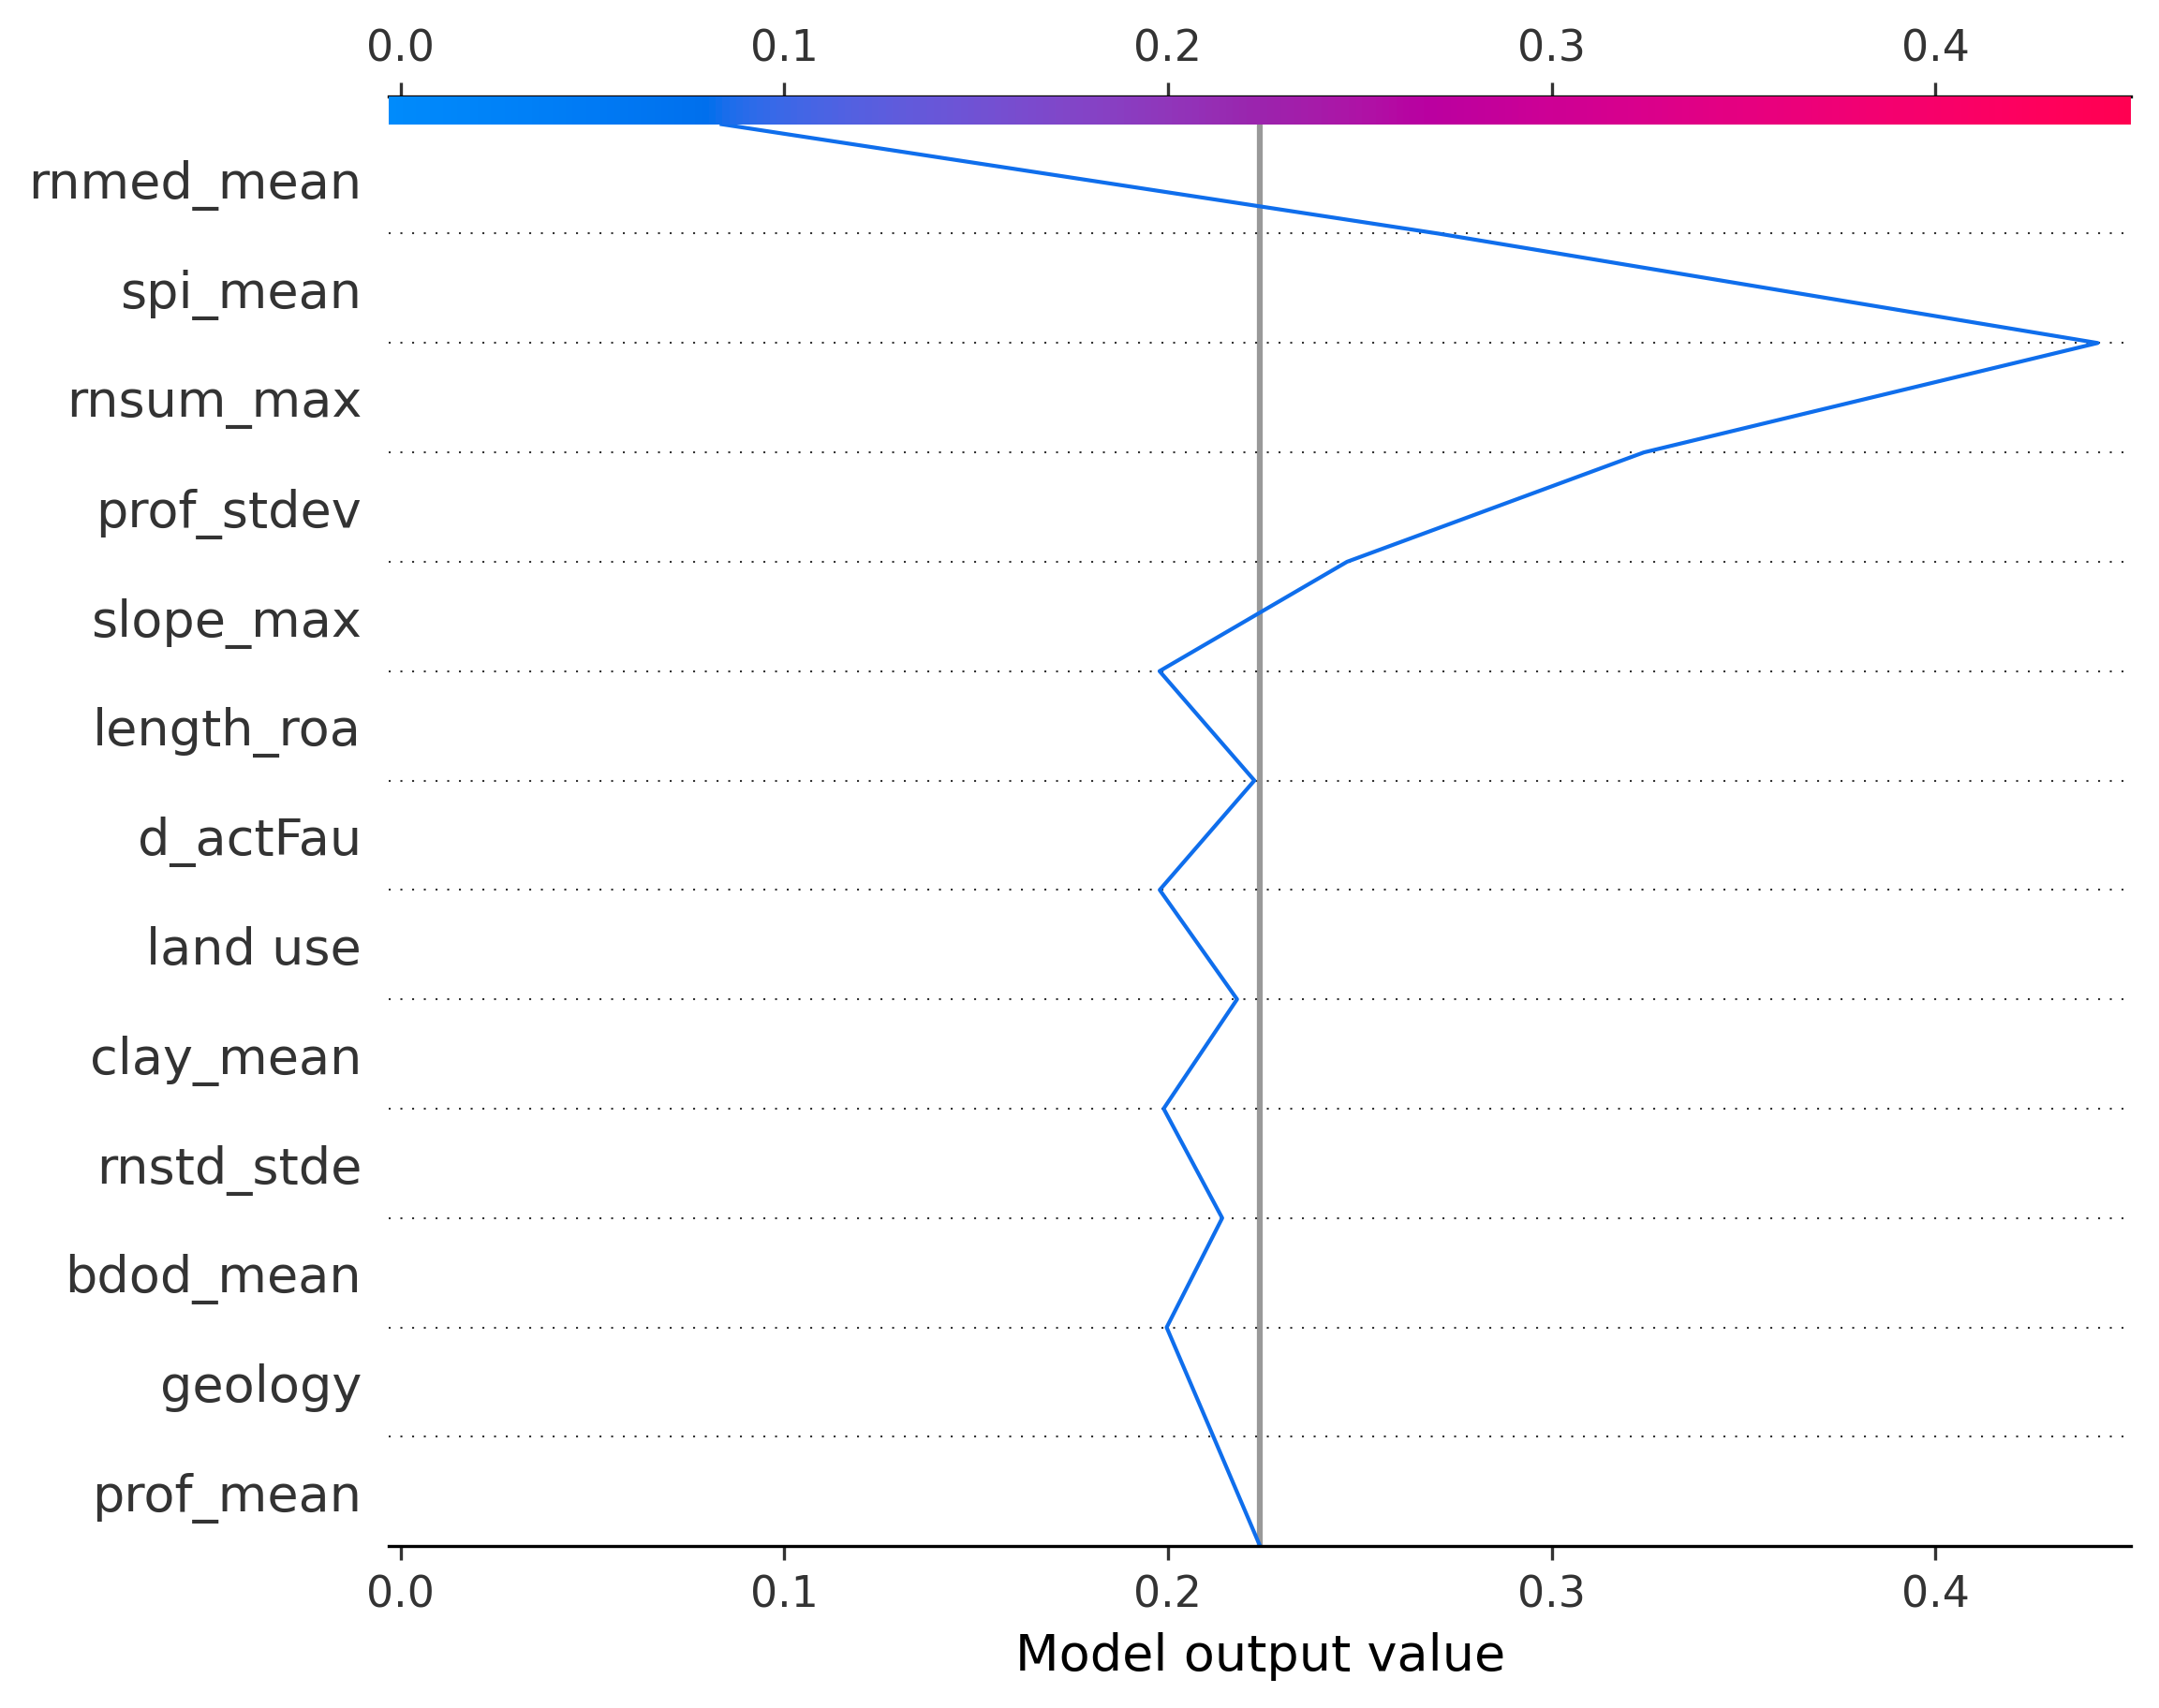 0.0 0.1 0.2 0.3 0.4
rnmed_mean
spi_mean
rnsum_max
prof_stdev
slope_max
length_roa
d_actFau
land use
clay_mean
rnstd_stde
bdod_mean
geology
prof_mean
0.0 0.1 0.2 0.3 0.4
Model output value